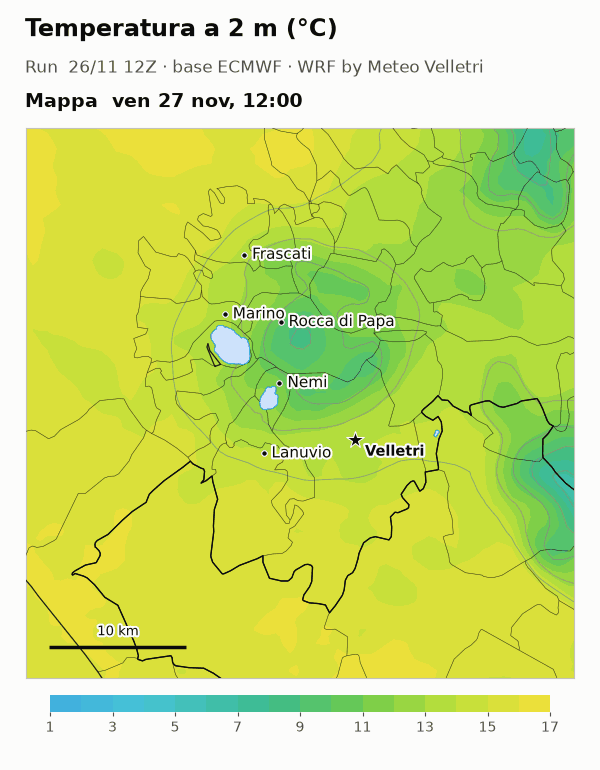 Temperatura a 2 m (°C)
Run  26/11 12Z · base ECMWF · WRF by Meteo Velletri
Mappa  ven 27 nov, 12:00
Frascati
Marino
Rocca di Papa
Nemi
Velletri
Lanuvio
10 km
1 3 5 7 9 11 13 15 17